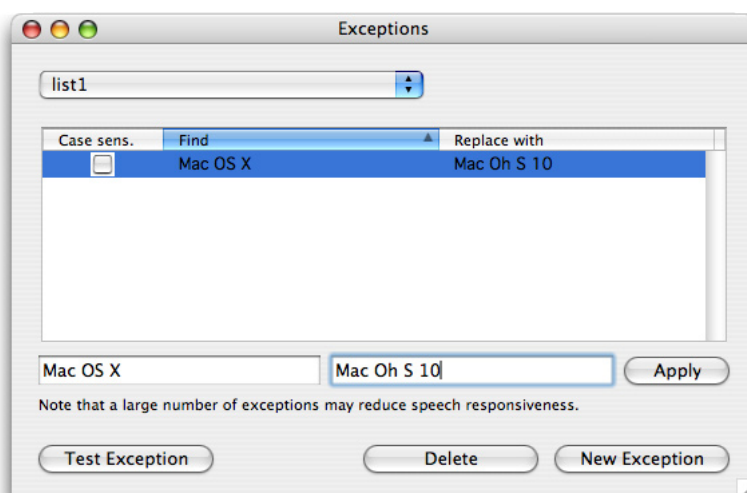 Exceptions
list1
Case sens. Find Replace with
Mac OS X Mac Oh S 10
Mac OS X Mac Oh S 10 Apply
Note that a large number of exceptions may reduce speech responsiveness.
Test Exception Delete New Exception